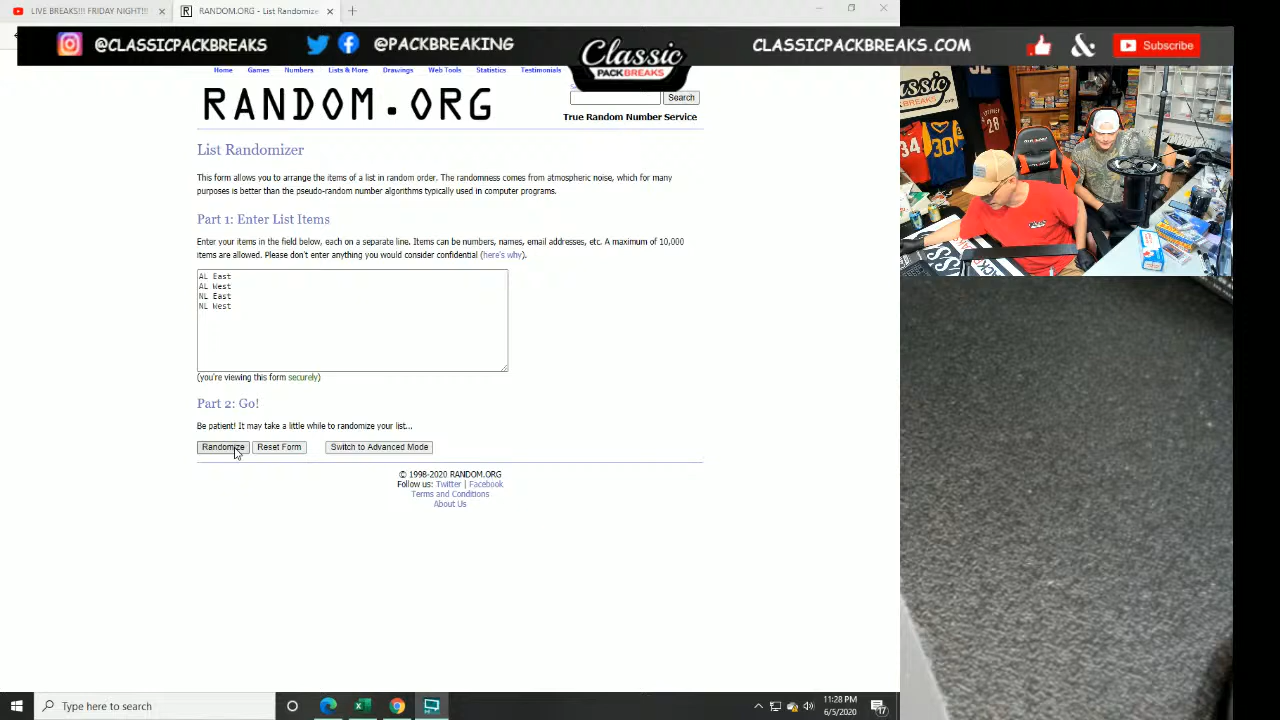 LIVE BREAKS!!! FRIDAY NIGHT!!!
RANDOM.ORG - List Randomize
@CLASSICPACKBREAKS
@PACKBREAKING
Classic
PACK BREAKS
CLASSICPACKBREAKS.COM
&
Subscribe
Home Games Numbers Lists & More Drawings Web Tools Statistics Testimonials
RANDOM.ORG
Search
True Random Number Service
List Randomizer
This form allows you to arrange the items of a list in random order. The randomness comes from atmospheric noise, which for many
purposes is better than the pseudo-random number algorithms typically used in computer programs.
Part 1: Enter List Items
Enter your items in the field below, each on a separate line. Items can be numbers, names, email addresses, etc. A maximum of 10,000
items are allowed. Please don't enter anything you would consider confidential (here's why).
AL East
AL West
NL East
NL West
(you're viewing this form securely)
Part 2: Go!
Be patient! It may take a little while to randomize your list...
Randomize Reset Form Switch to Advanced Mode
© 1998-2020 RANDOM.ORG
Follow us: Twitter | Facebook
Terms and Conditions
About Us
Classic
PACK BREAKS
34
30
28
Type here to search
11:28 PM
6/5/2020
17